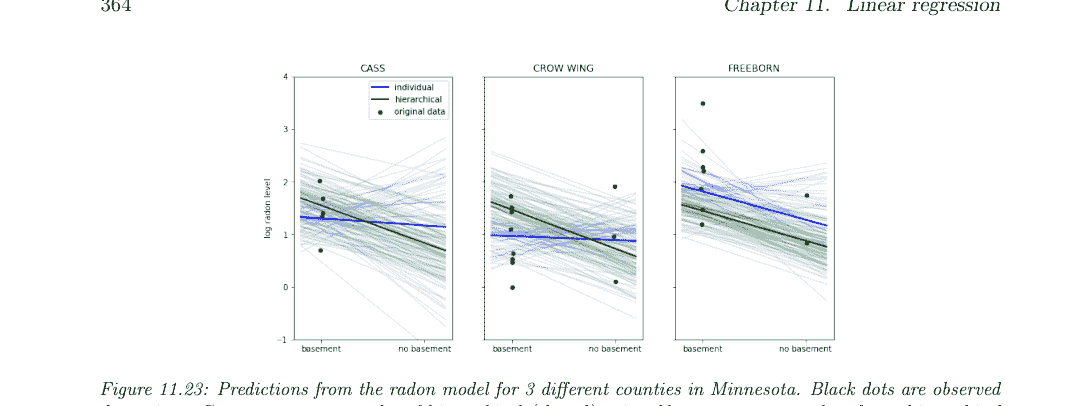 364
Chapter 11. Linear regression
CASS
CROW WING
FREEBORN
individual
hierarchical
original data
log radon level
4
3
2
1
0
−1
basement
no basement
basement
no basement
basement
no basement
Figure 11.23: Predictions from the radon model for 3 different counties in Minnesota. Black dots are observed